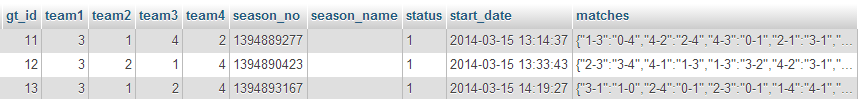 gt_id team1 team2 team3 team4 season_no season_name status start_date matches
11 3 1 4 2 1394889277 1 2014-03-15 13:14:37 {"1-3":"0-4","4-2":"2-4","4-3":"0-1","2-1":"3-1","...
12 3 2 1 4 1394890423 1 2014-03-15 13:33:43 {"2-3":"3-4","4-1":"1-3","1-3":"3-2","4-2":"3-1","...
13 3 1 2 4 1394893167 1 2014-03-15 14:19:27 {"3-1":"1-0","2-4":"0-1","2-3":"0-1","1-4":"4-1","...